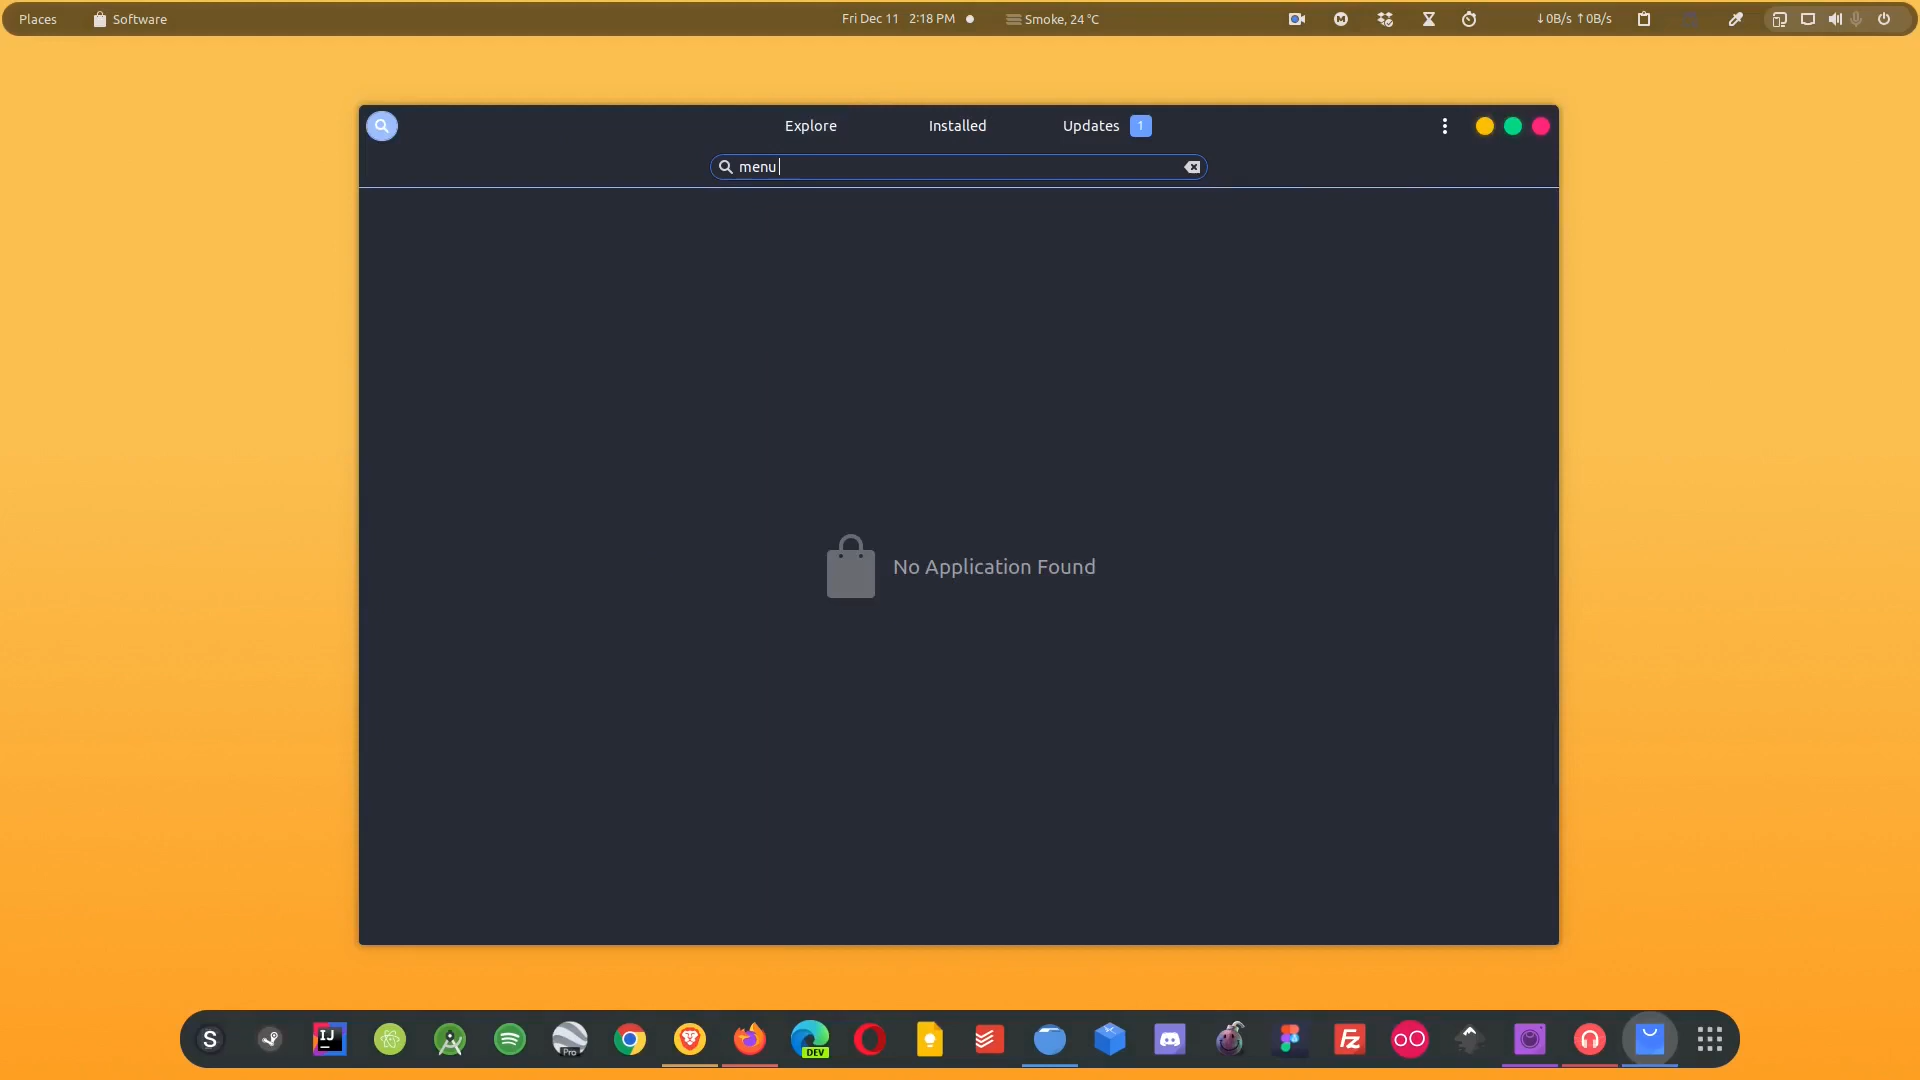 Places Software Fri Dec 11 2:18 PM Smoke, 24 °C ↓0B/s ↑0B/s
Explore Installed Updates 1
menu
No Application Found
S M IJ Pro DEV Fz